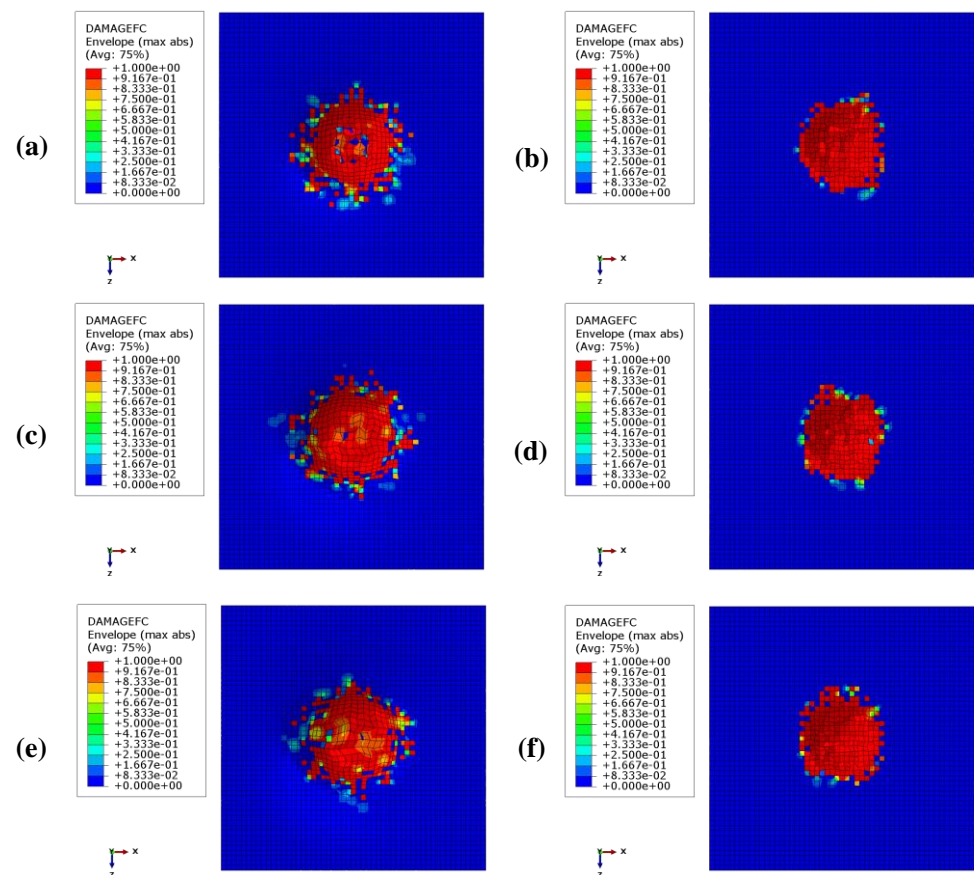 (a)
DAMAGEFC
Envelope (max abs)
(Avg: 75%)
+1.000e+00
+9.167e-01
+8.333e-01
+7.500e-01
+6.667e-01
+5.833e-01
+5.000e-01
+4.167e-01
+3.333e-01
+2.500e-01
+1.667e-01
+8.333e-02
+0.000e+00
Y
X
Z
(b)
DAMAGEFC
Envelope (max abs)
(Avg: 75%)
+1.000e+00
+9.167e-01
+8.333e-01
+7.500e-01
+6.667e-01
+5.833e-01
+5.000e-01
+4.167e-01
+3.333e-01
+2.500e-01
+1.667e-01
+8.333e-02
+0.000e+00
Y
X
Z
(c)
DAMAGEFC
Envelope (max abs)
(Avg: 75%)
+1.000e+00
+9.167e-01
+8.333e-01
+7.500e-01
+6.667e-01
+5.833e-01
+5.000e-01
+4.167e-01
+3.333e-01
+2.500e-01
+1.667e-01
+8.333e-02
+0.000e+00
Y
X
Z
(d)
DAMAGEFC
Envelope (max abs)
(Avg: 75%)
+1.000e+00
+9.167e-01
+8.333e-01
+7.500e-01
+6.667e-01
+5.833e-01
+5.000e-01
+4.167e-01
+3.333e-01
+2.500e-01
+1.667e-01
+8.333e-02
+0.000e+00
Y
X
Z
(e)
DAMAGEFC
Envelope (max abs)
(Avg: 75%)
+1.000e+00
+9.167e-01
+8.333e-01
+7.500e-01
+6.667e-01
+5.833e-01
+5.000e-01
+4.167e-01
+3.333e-01
+2.500e-01
+1.667e-01
+8.333e-02
+0.000e+00
Y
X
Z
(f)
DAMAGEFC
Envelope (max abs)
(Avg: 75%)
+1.000e+00
+9.167e-01
+8.333e-01
+7.500e-01
+6.667e-01
+5.833e-01
+5.000e-01
+4.167e-01
+3.333e-01
+2.500e-01
+1.667e-01
+8.333e-02
+0.000e+00
Y
X
Z